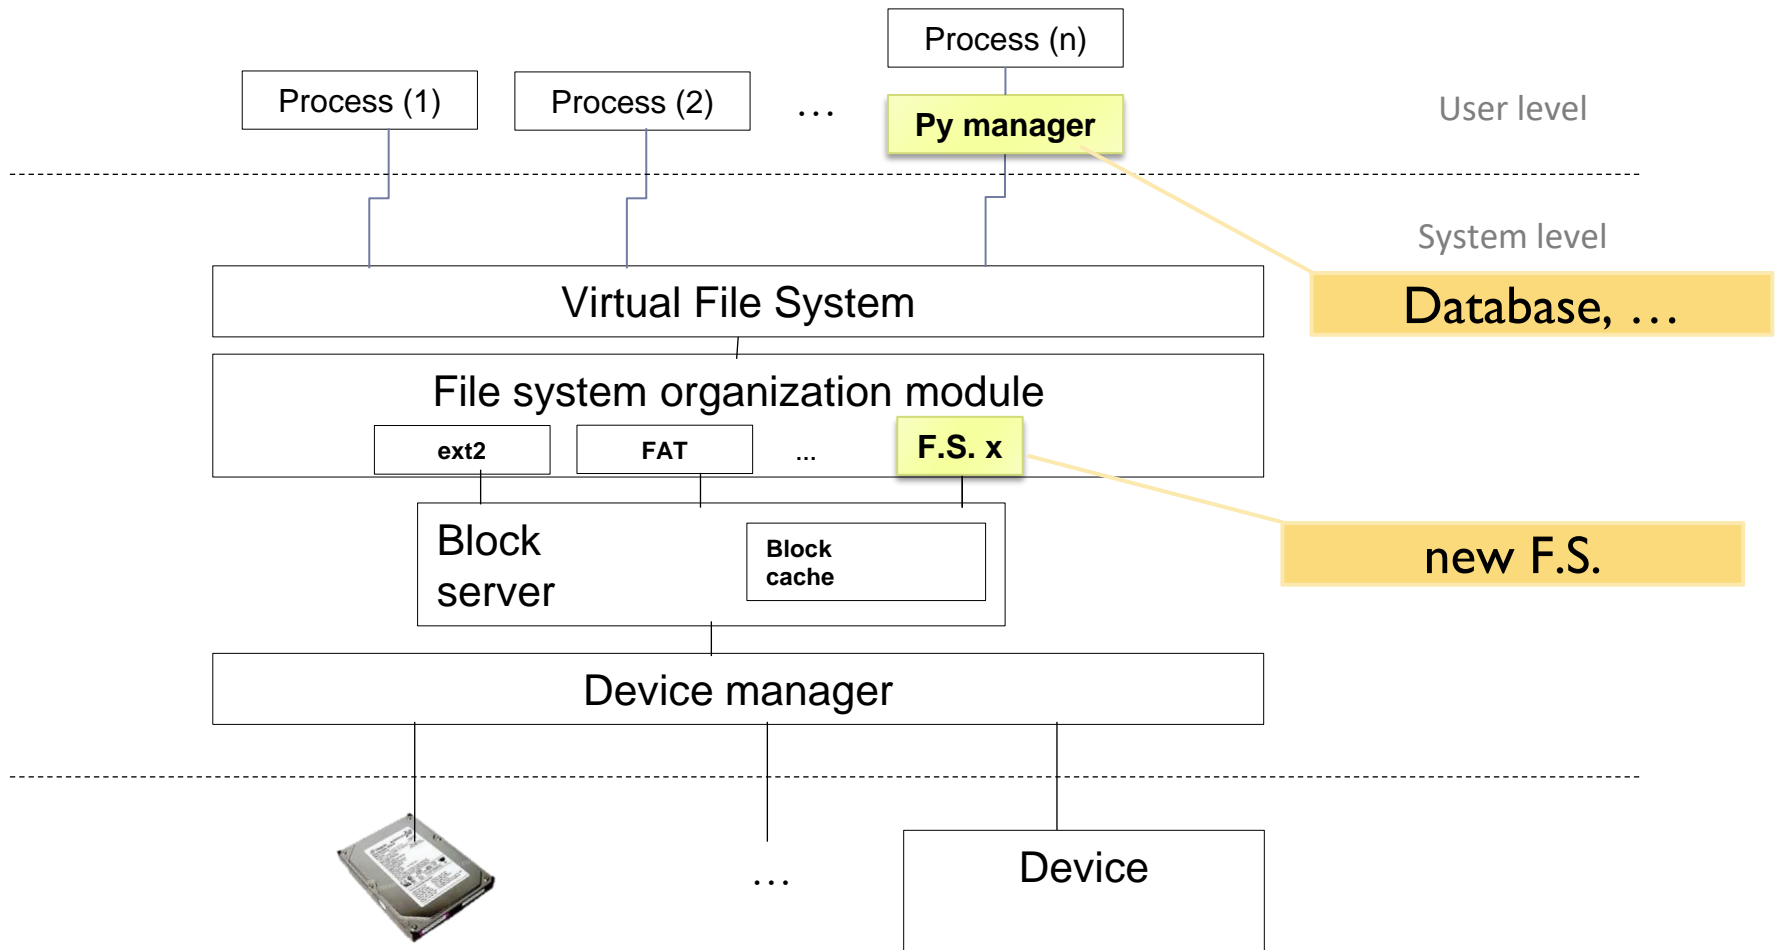 Process (n)
Process (1)
Process (2)
…
Py manager
User level
System level
Virtual File System
Database, …
File system organization module
ext2
FAT
...
F.S. x
Block
server
Block
cache
new F.S.
Device manager
…
Device